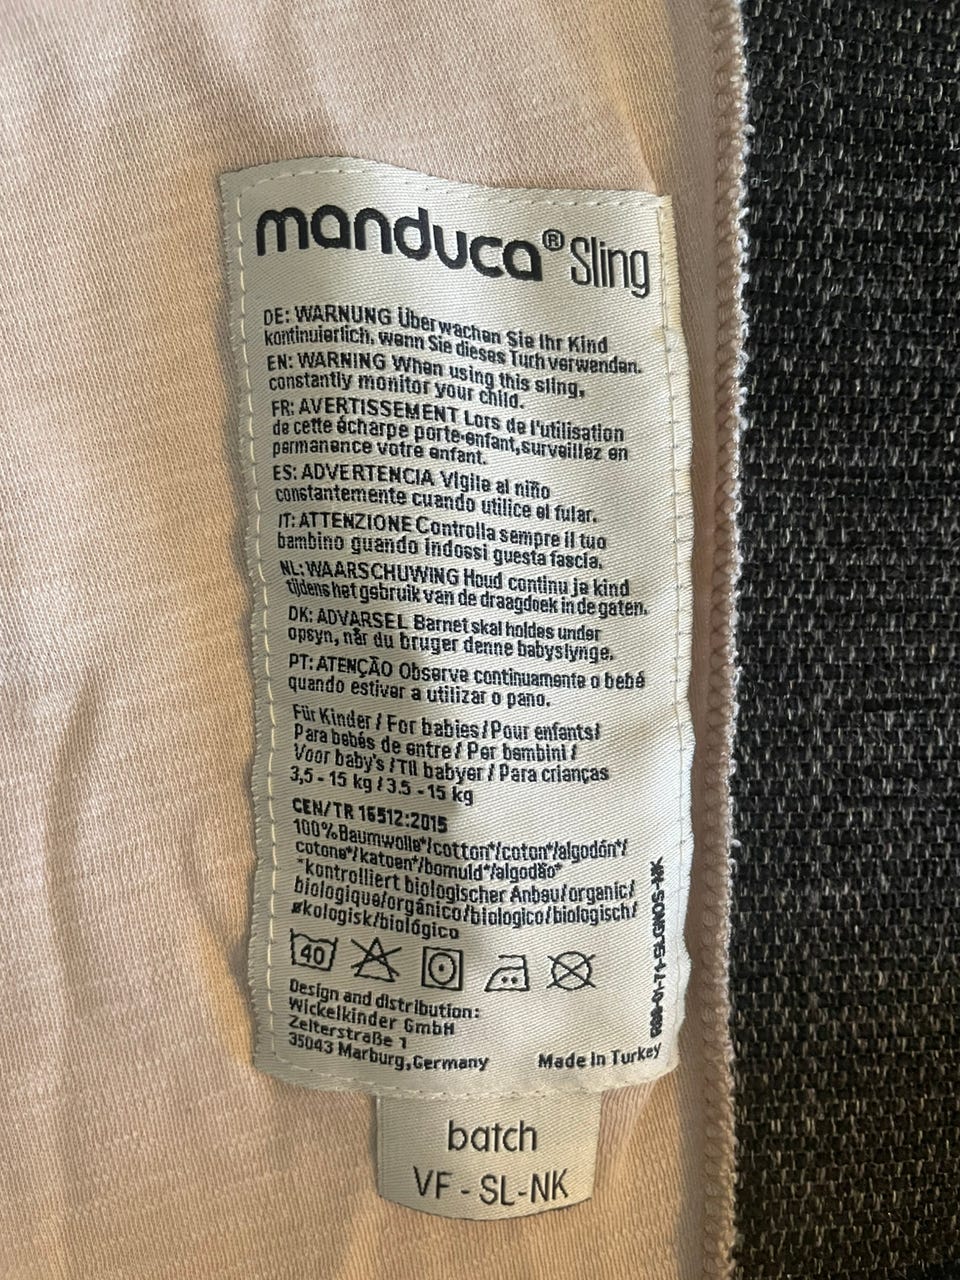 manduca® Sling
DE: WARNUNG Überwachen Sie Ihr Kind
kontinuierlich, wenn Sie dieses Turh verwenden.
EN: WARNING When using this sling,
constantly monitor your child.
FR: AVERTISSEMENT Lors de l'utilisation
de cette écharpe porte-enfant,surveillez en
permanence votre enfant.
ES: ADVERTENCIA Vigile al niño
constantemente cuando utilice el fular.
IT: ATTENZIONE Controlla sempre il tuo
bambino quando indossi questa fascia.
NL: WAARSCHUWING Houd continu je kind
tijdens het gebruik van de draagdoek in de gaten.
DK: ADVARSEL Barnet skal holdes under
opsyn, når du bruger denne babyslynge.
PT: ATENÇÃO Observe continuamente o bebé
quando estiver a utilizar o pano.
Für Kinder / For babies / Pour enfants/
Para bebés de entre / Per bambini /
Voor baby's / Til babyer / Para crianças
3,5 - 15 kg / 3.5 - 15 kg
CEN/TR 16512:2015
100%Baumwolle*/cotton*/coton*/algodón*/
cotone*/katoen*/bomuld*/algodão*
*kontrolliert biologischer Anbau/organic/
biologique/orgánico/biologico/biologisch/
økologisk/biológico
40
Design and distribution:
Wickelkinder GmbH
Zeiterstraße 1
35043 Marburg,Germany
Made in Turkey
batch
VF - SL-NK